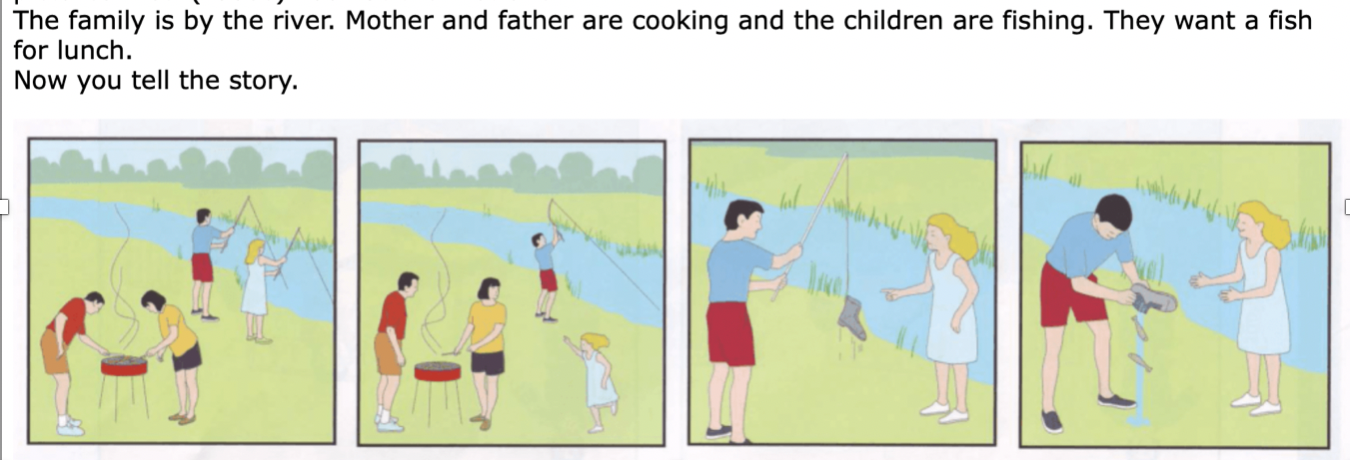 The family is by the river. Mother and father are cooking and the children are fishing. They want a fish
for lunch.
Now you tell the story.